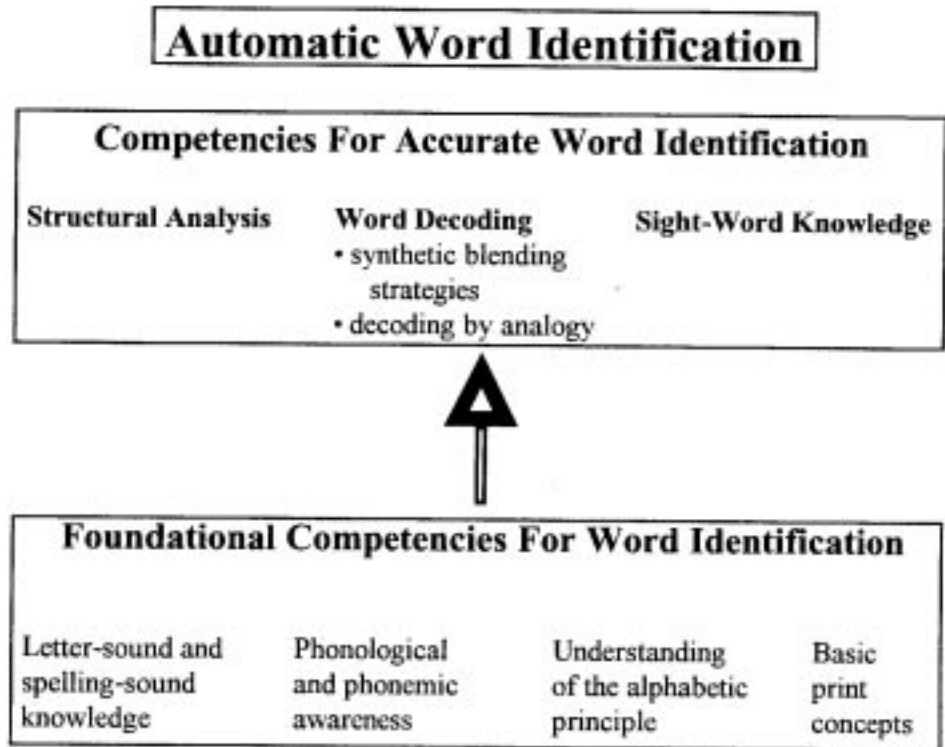 Automatic Word Identification
Competencies For Accurate Word Identification
Structural Analysis
Word Decoding
• synthetic blending
strategies
• decoding by analogy
Sight-Word Knowledge
Foundational Competencies For Word Identification
Letter-sound and
spelling-sound
knowledge
Phonological
and phonemic
awareness
Understanding
of the alphabetic
principle
Basic
print
concepts